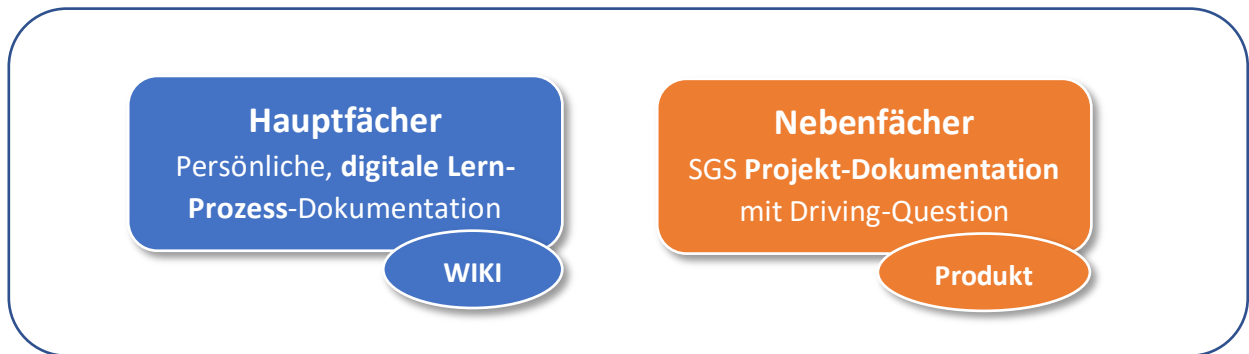 Hauptfächer
Persönliche, digitale Lern-
Prozess-Dokumentation
WIKI
Nebenfächer
SGS Projekt-Dokumentation
mit Driving-Question
Produkt